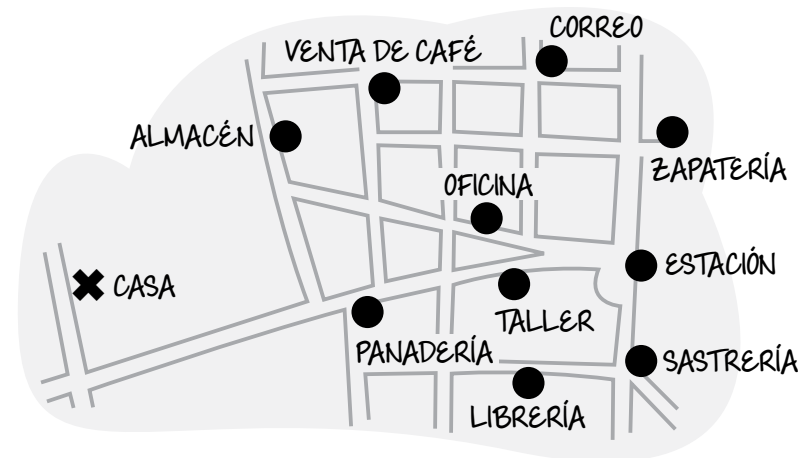 CORREO
VENTA DE CAFÉ
ALMACÉN
ZAPATERÍA
OFICINA
ESTACIÓN
CASA
TALLER
PANADERÍA
SASTRERÍA
LIBRERÍA